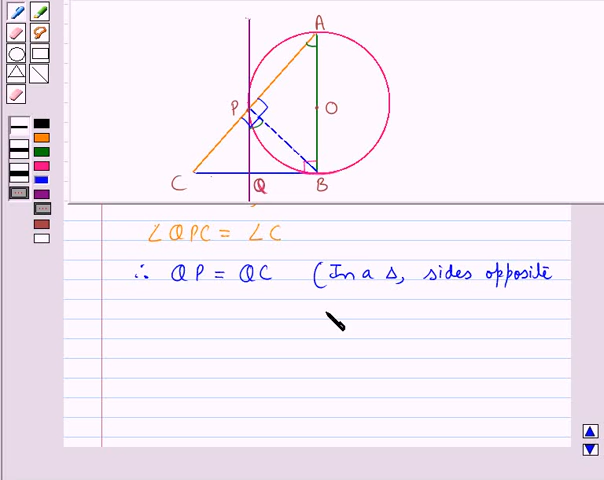 A
P
O
C
Q
B
∠QPC = ∠C
∴ QP = QC (In a Δ, sides opposite